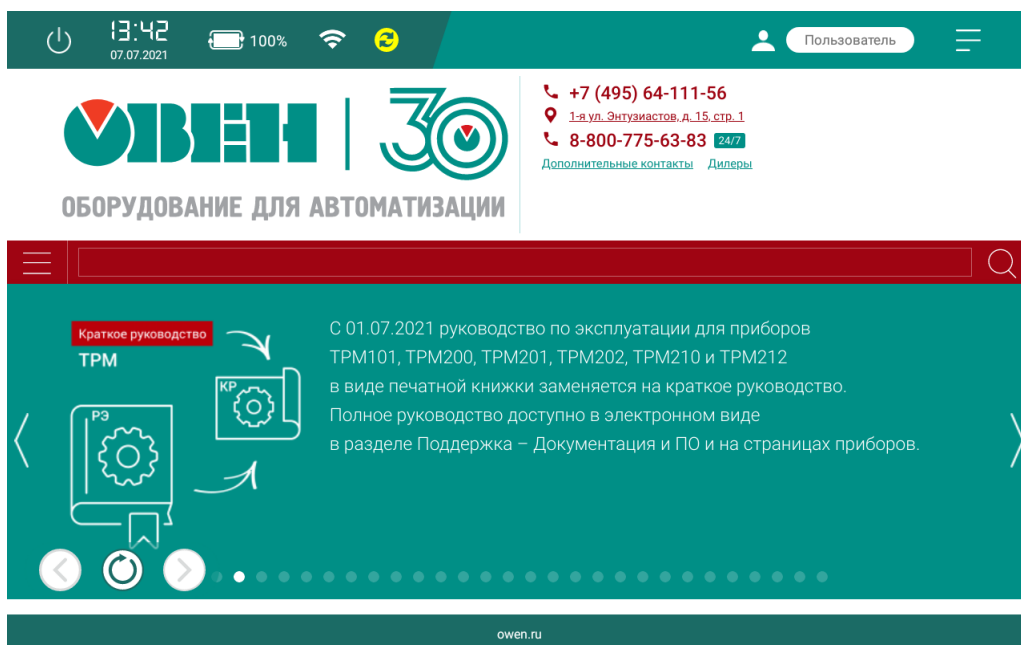 13:42
07.07.2021
100%
Пользователь
ОВЕН 30
ОБОРУДОВАНИЕ ДЛЯ АВТОМАТИЗАЦИИ
+7 (495) 64-111-56
1-я ул. Энтузиастов, д. 15, стр. 1
8-800-775-63-83 24/7
Дополнительные контакты Дилеры
Краткое руководство
ТРМ
КР
РЭ
С 01.07.2021 руководство по эксплуатации для приборов
ТРМ101, ТРМ200, ТРМ201, ТРМ202, ТРМ210 и ТРМ212
в виде печатной книжки заменяется на краткое руководство.
Полное руководство доступно в электронном виде
в разделе Поддержка – Документация и ПО и на страницах приборов.
owen.ru